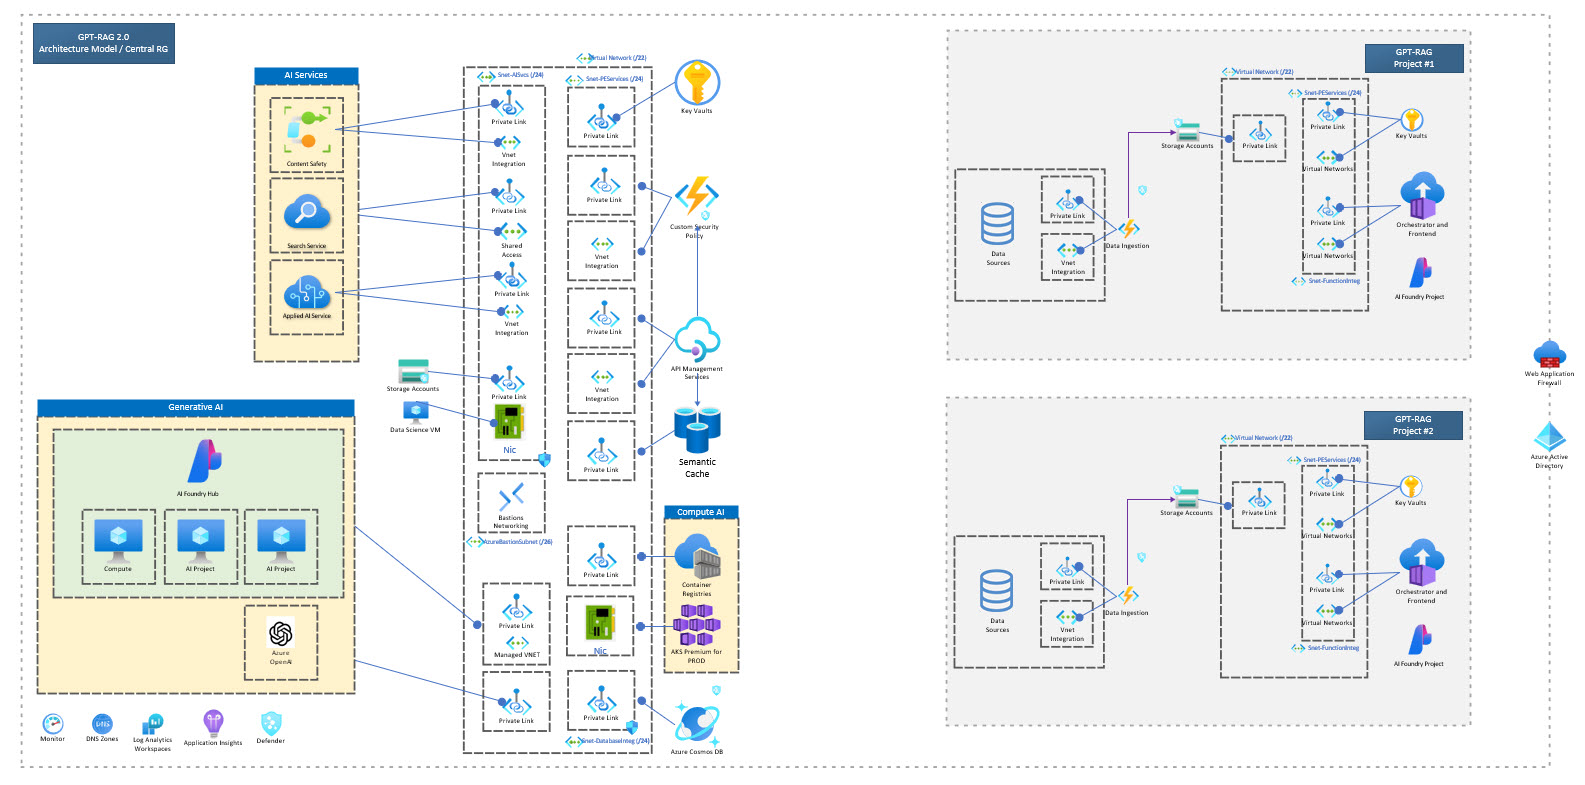 GPT-RAG 2.0
Architecture Model / Central RG
AI Services
Content Safety
Search Service
Applied AI Service
Virtual Network (/22)
Snet-AISvcs (/24)
Snet-PEServices (/24)
Private Link
Vnet
Integration
Private Link
Shared
Access
Private Link
Vnet
Integration
Private Link
Nic
Private Link
Private Link
Vnet
Integration
Private Link
Vnet
Integration
Private Link
Key Vaults
Custom Security
Policy
API Management
Services
Semantic
Cache
Storage Accounts
Data Science VM
Generative AI
AI Foundry Hub
Compute
AI Project
AI Project
Azure
OpenAI
Bastions
Networking
AzureBastionSubnet (/26)
Private Link
Managed VNET
Private Link
Private Link
Nic
Private Link
Snet-DatabaseInteg (/24)
Compute AI
Container
Registries
AKS Premium for
PROD
Azure Cosmos DB
Monitor
DNS
DNS Zones
Log Analytics
Workspaces
Application Insights
Defender
GPT-RAG
Project #1
Virtual Network (/22)
Snet-PEServices (/24)
Private Link
Virtual Networks
Private Link
Virtual Networks
Snet-FunctionInteg
Private Link
Storage Accounts
Key Vaults
Orchestrator and
Frontend
AI Foundry Project
Data
Sources
Private Link
Vnet
Integration
Data Ingestion
GPT-RAG
Project #2
Virtual Network (/22)
Snet-PEServices (/24)
Private Link
Virtual Networks
Private Link
Virtual Networks
Snet-FunctionInteg
Private Link
Storage Accounts
Key Vaults
Orchestrator and
Frontend
AI Foundry Project
Data
Sources
Private Link
Vnet
Integration
Data Ingestion
Web Application
Firewall
Azure Active
Directory